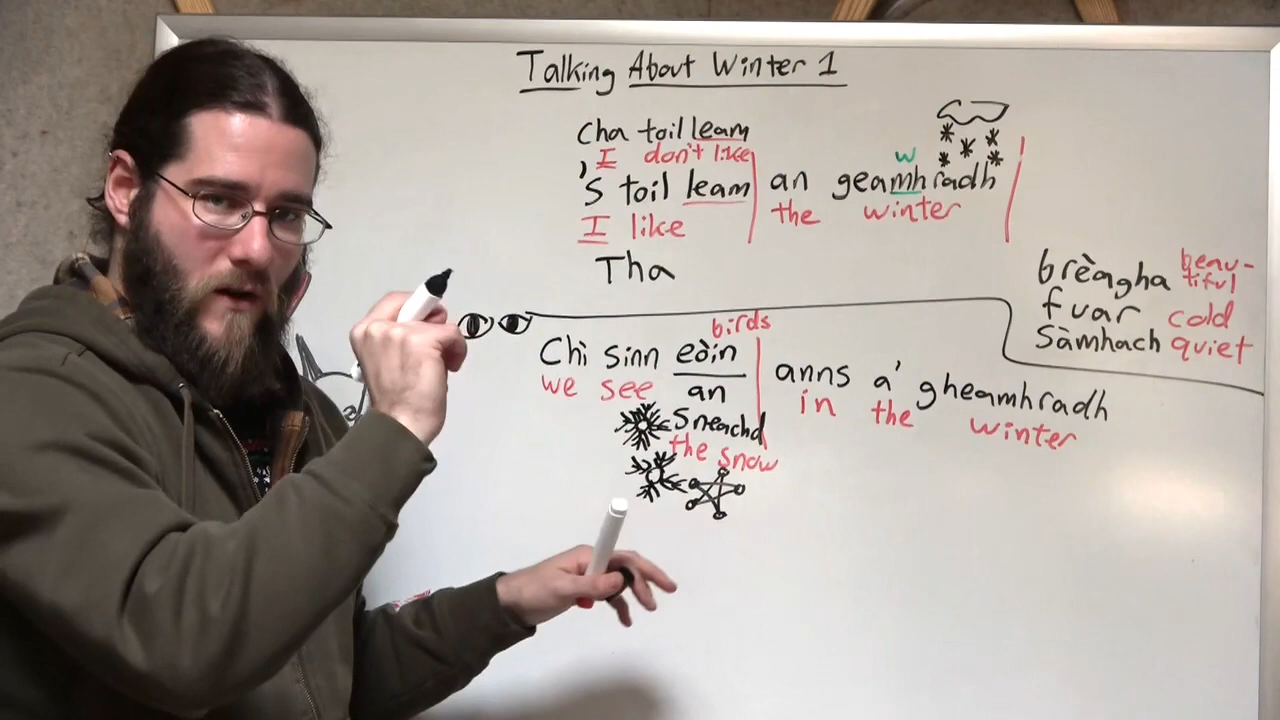 Talking About Winter 1
Cha toil leam
I don't like
'S toil leam an geamhradh
w
I like the winter
Tha
brèagha beau-
tiful
fuar cold
Sàmhach quiet
birds
Chì sinn eòin anns a' gheamhradh
we see in the winter
an
Sneachd
the snow